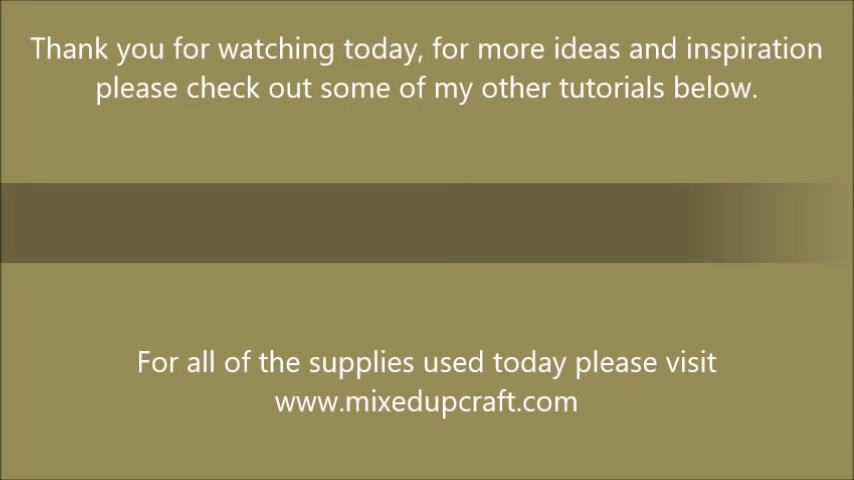 Thank you for watching today, for more ideas and inspiration
please check out some of my other tutorials below.
For all of the supplies used today please visit
www.mixedupcraft.com